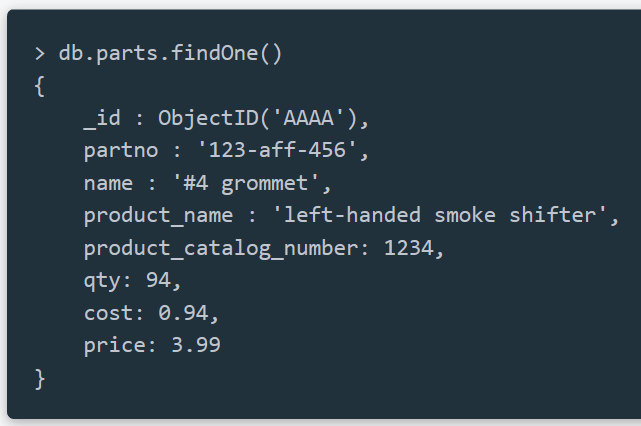 > db.parts.findOne()
{
    _id : ObjectID('AAAA'),
    partno : '123-aff-456',
    name : '#4 grommet',
    product_name : 'left-handed smoke shifter',
    product_catalog_number: 1234,
    qty: 94,
    cost: 0.94,
    price: 3.99
}